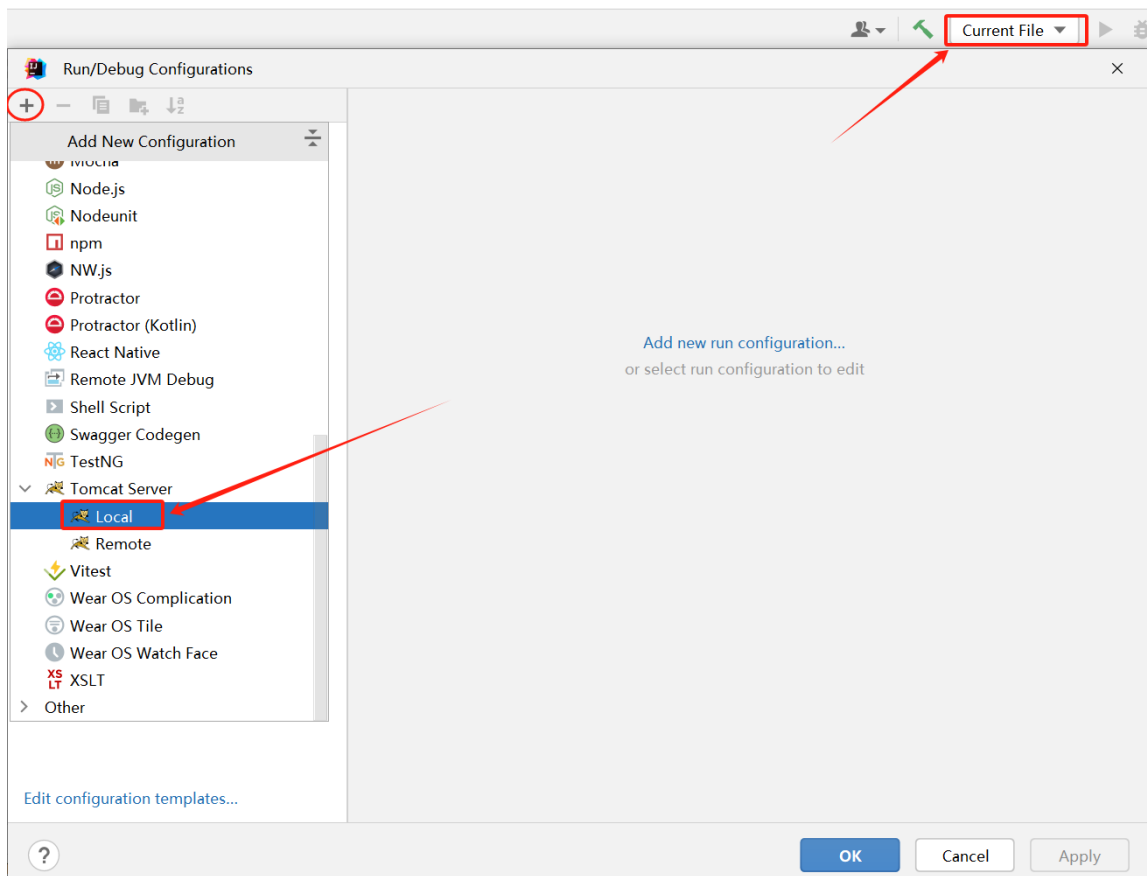 Current File
Run/Debug Configurations
Add New Configuration
Mocha
Node.js
Nodeunit
npm
NW.js
Protractor
Protractor (Kotlin)
React Native
Remote JVM Debug
Shell Script
Swagger Codegen
TestNG
Tomcat Server
Local
Remote
Vitest
Wear OS Complication
Wear OS Tile
Wear OS Watch Face
XSLT
Other
Add new run configuration...
or select run configuration to edit
Edit configuration templates...
?
OK
Cancel
Apply